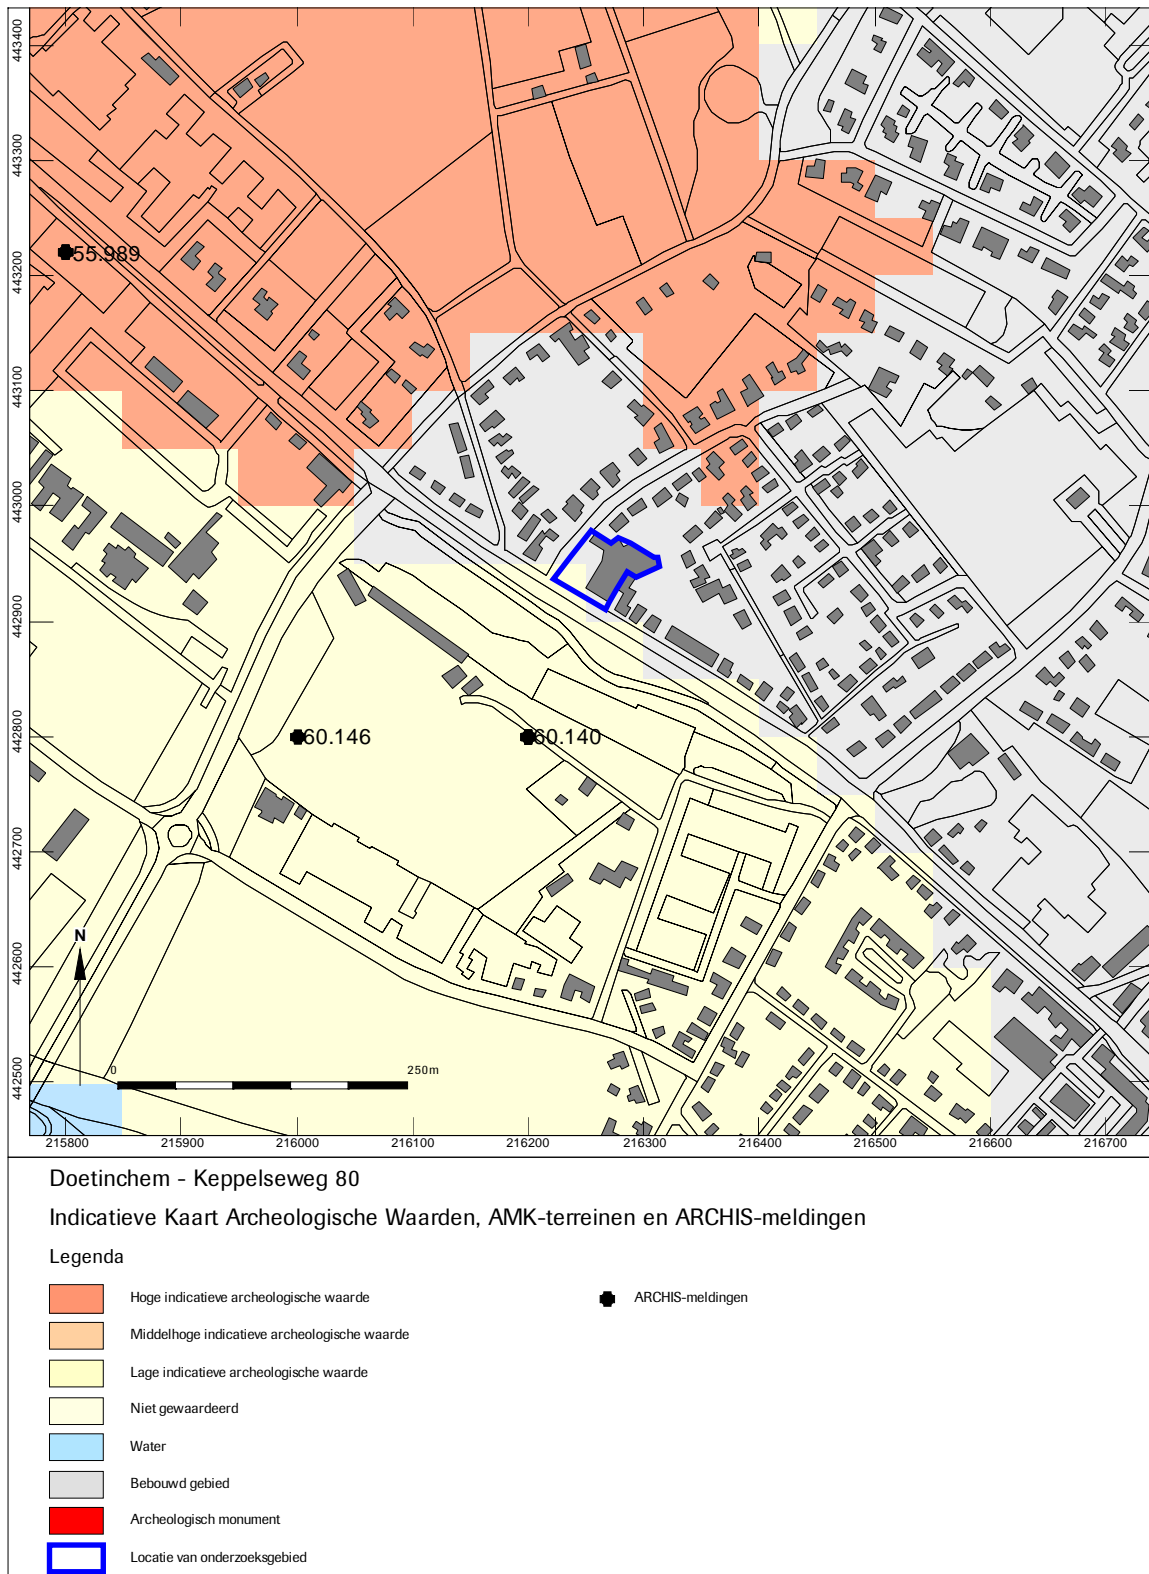 443400
443300
443200
443100
443000
442900
442800
442700
442600
442500
55.989
60.146
60.140
N
0 250m
215800 215900 216000 216100 216200 216300 216400 216500 216600 216700
Doetinchem - Keppelseweg 80
Indicatieve Kaart Archeologische Waarden, AMK-terreinen en ARCHIS-meldingen
Legenda
Hoge indicatieve archeologische waarde
ARCHIS-meldingen
Middelhoge indicatieve archeologische waarde
Lage indicatieve archeologische waarde
Niet gewaardeerd
Water
Bebouwd gebied
Archeologisch monument
Locatie van onderzoeksgebied